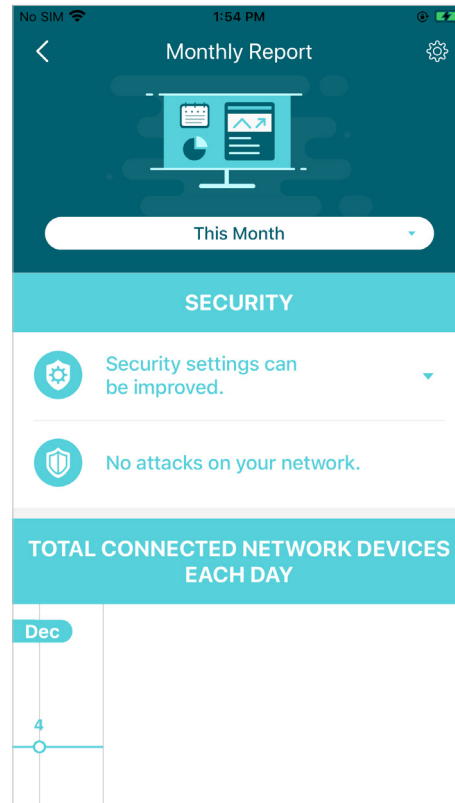 No SIM 1:54 PM
Monthly Report
This Month
SECURITY
Security settings can
be improved.
No attacks on your network.
TOTAL CONNECTED NETWORK DEVICES
EACH DAY
Dec
4